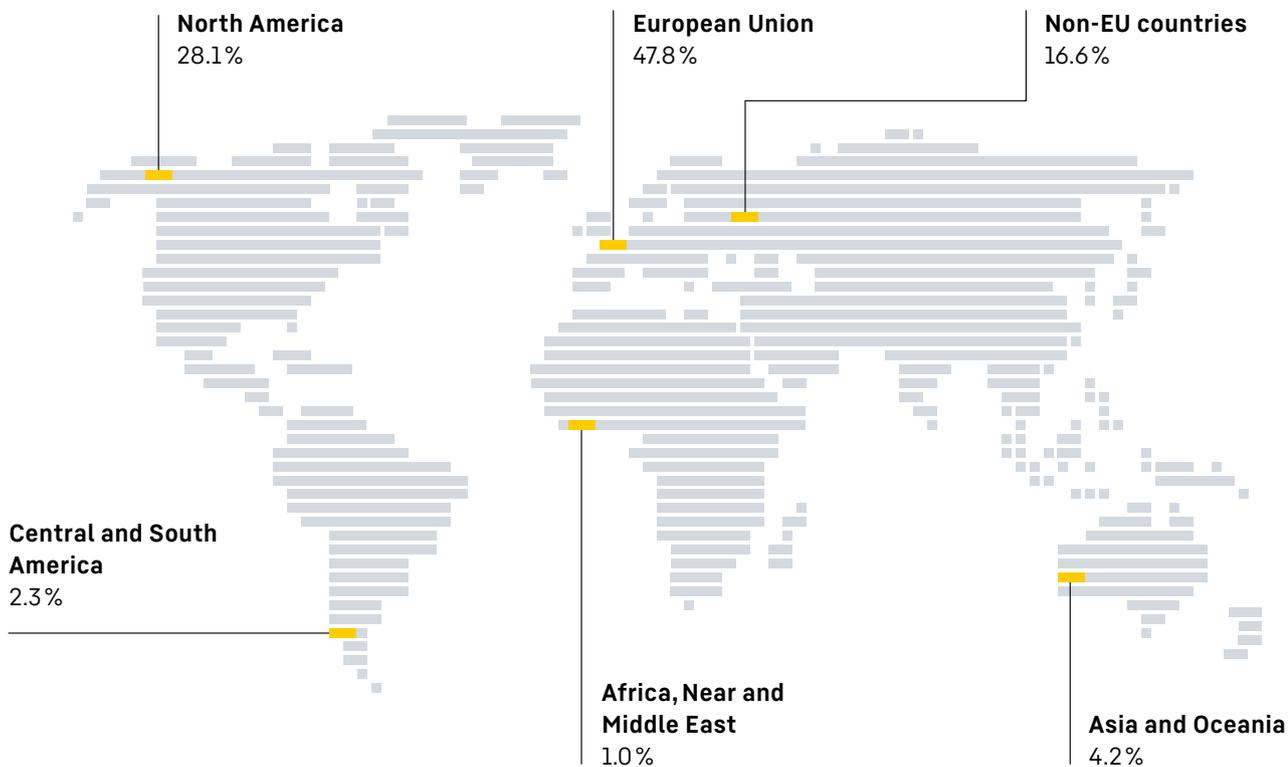 North America
28.1 %
European Union
47.8 %
Non-EU countries
16.6 %
Central and South
America
2.3 %
Africa, Near and
Middle East
1.0 %
Asia and Oceania
4.2 %